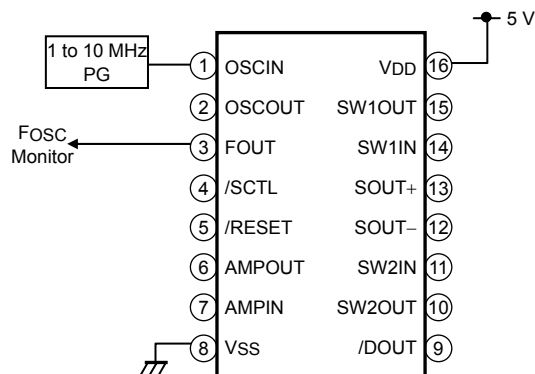 5 V
1 to 10 MHz
PG
1 OSCIN
VDD 16
2 OSCOUT
SW1OUT 15
FOSC
Monitor
3 FOUT
SW1IN 14
4 /SCTL
SOUT+ 13
5 /RESET
SOUT− 12
6 AMPOUT
SW2IN 11
7 AMPIN
SW2OUT 10
8 VSS
/DOUT 9